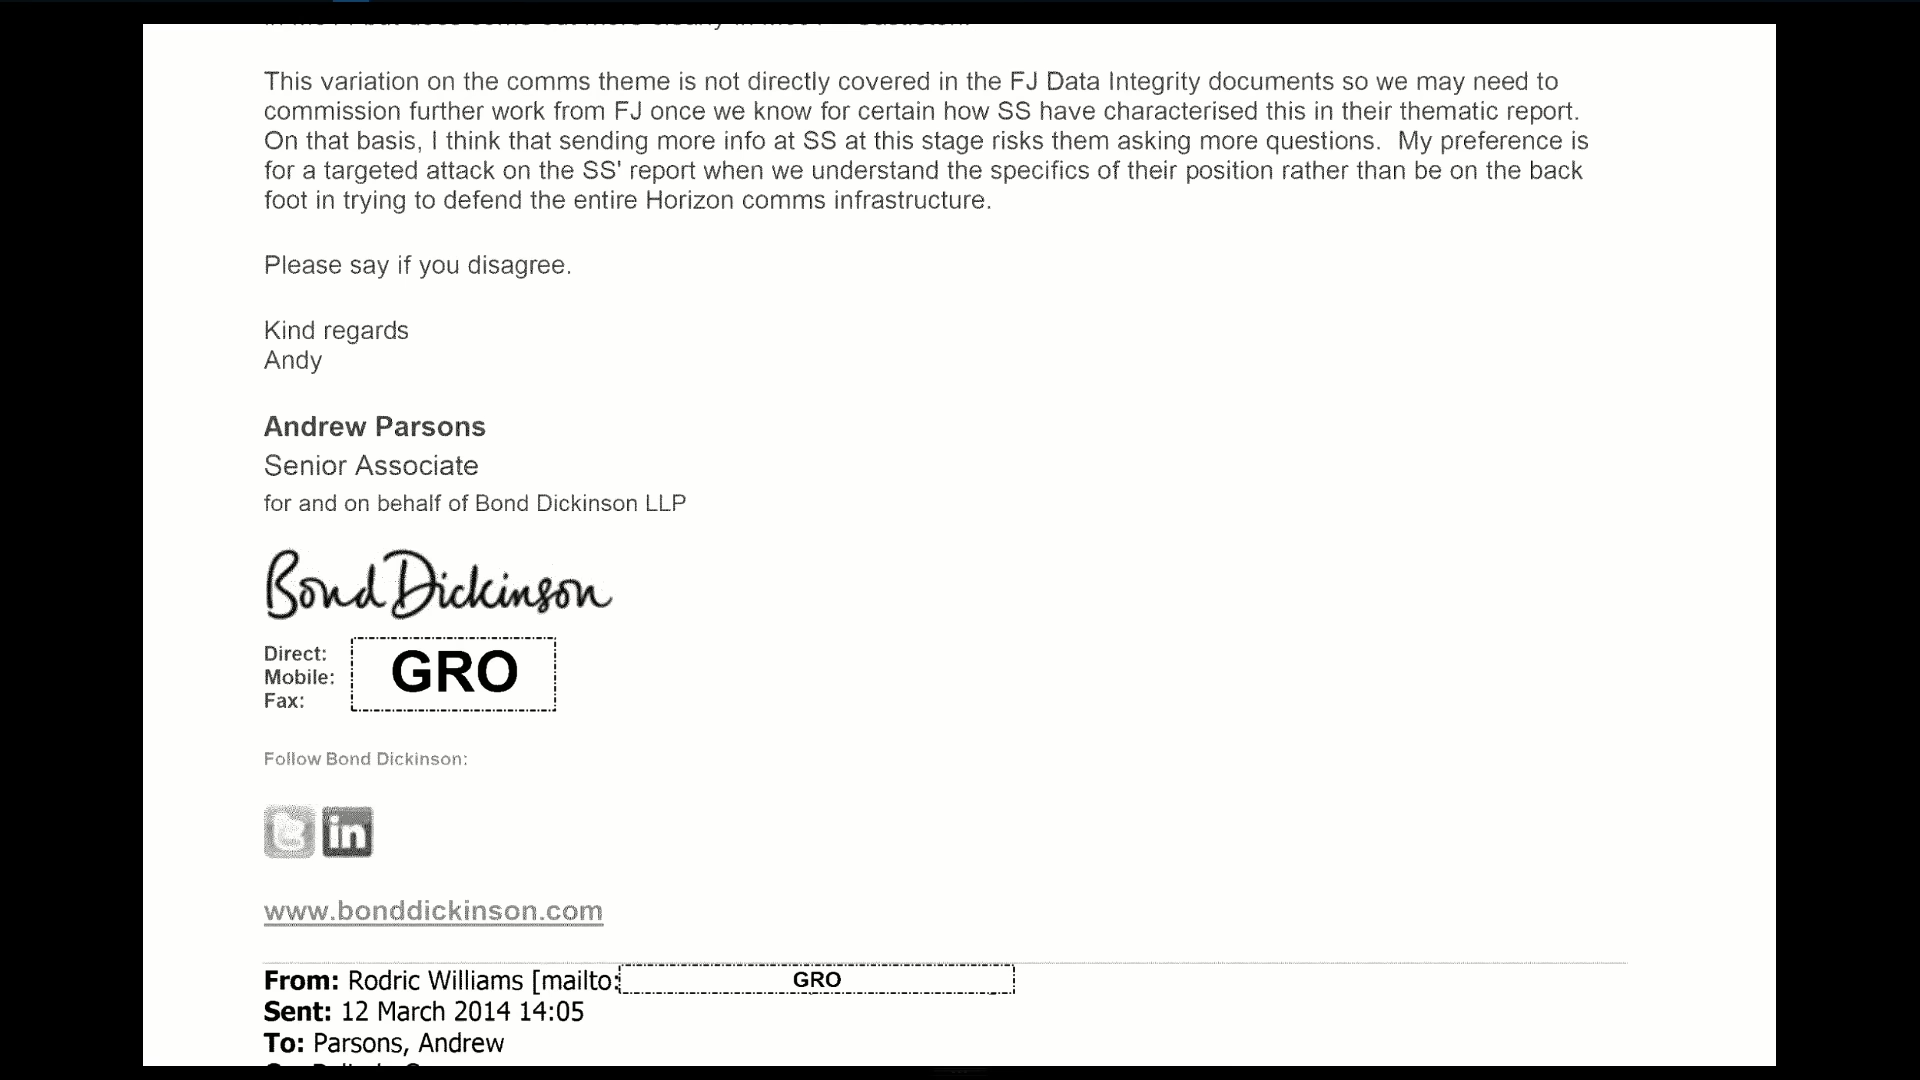 This variation on the comms theme is not directly covered in the FJ Data Integrity documents so we may need to
commission further work from FJ once we know for certain how SS have characterised this in their thematic report.
On that basis, I think that sending more info at SS at this stage risks them asking more questions.  My preference is
for a targeted attack on the SS' report when we understand the specifics of their position rather than be on the back
foot in trying to defend the entire Horizon comms infrastructure.
Please say if you disagree.
Kind regards
Andy
Andrew Parsons
Senior Associate
for and on behalf of Bond Dickinson LLP
Bond Dickinson
Direct:
Mobile:
Fax:
GRO
Follow Bond Dickinson:
in
www.bonddickinson.com
From: Rodric Williams [mailto: GRO
Sent: 12 March 2014 14:05
To: Parsons, Andrew